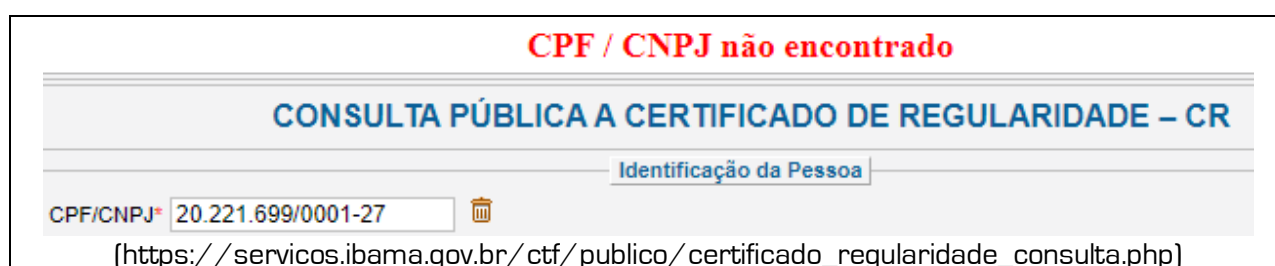 CPF / CNPJ não encontrado
CONSULTA PÚBLICA A CERTIFICADO DE REGULARIDADE – CR
Identificação da Pessoa
CPF/CNPJ* 20.221.699/0001-27
(https://servicos.ibama.gov.br/ctf/publico/certificado_regularidade_consulta.php)